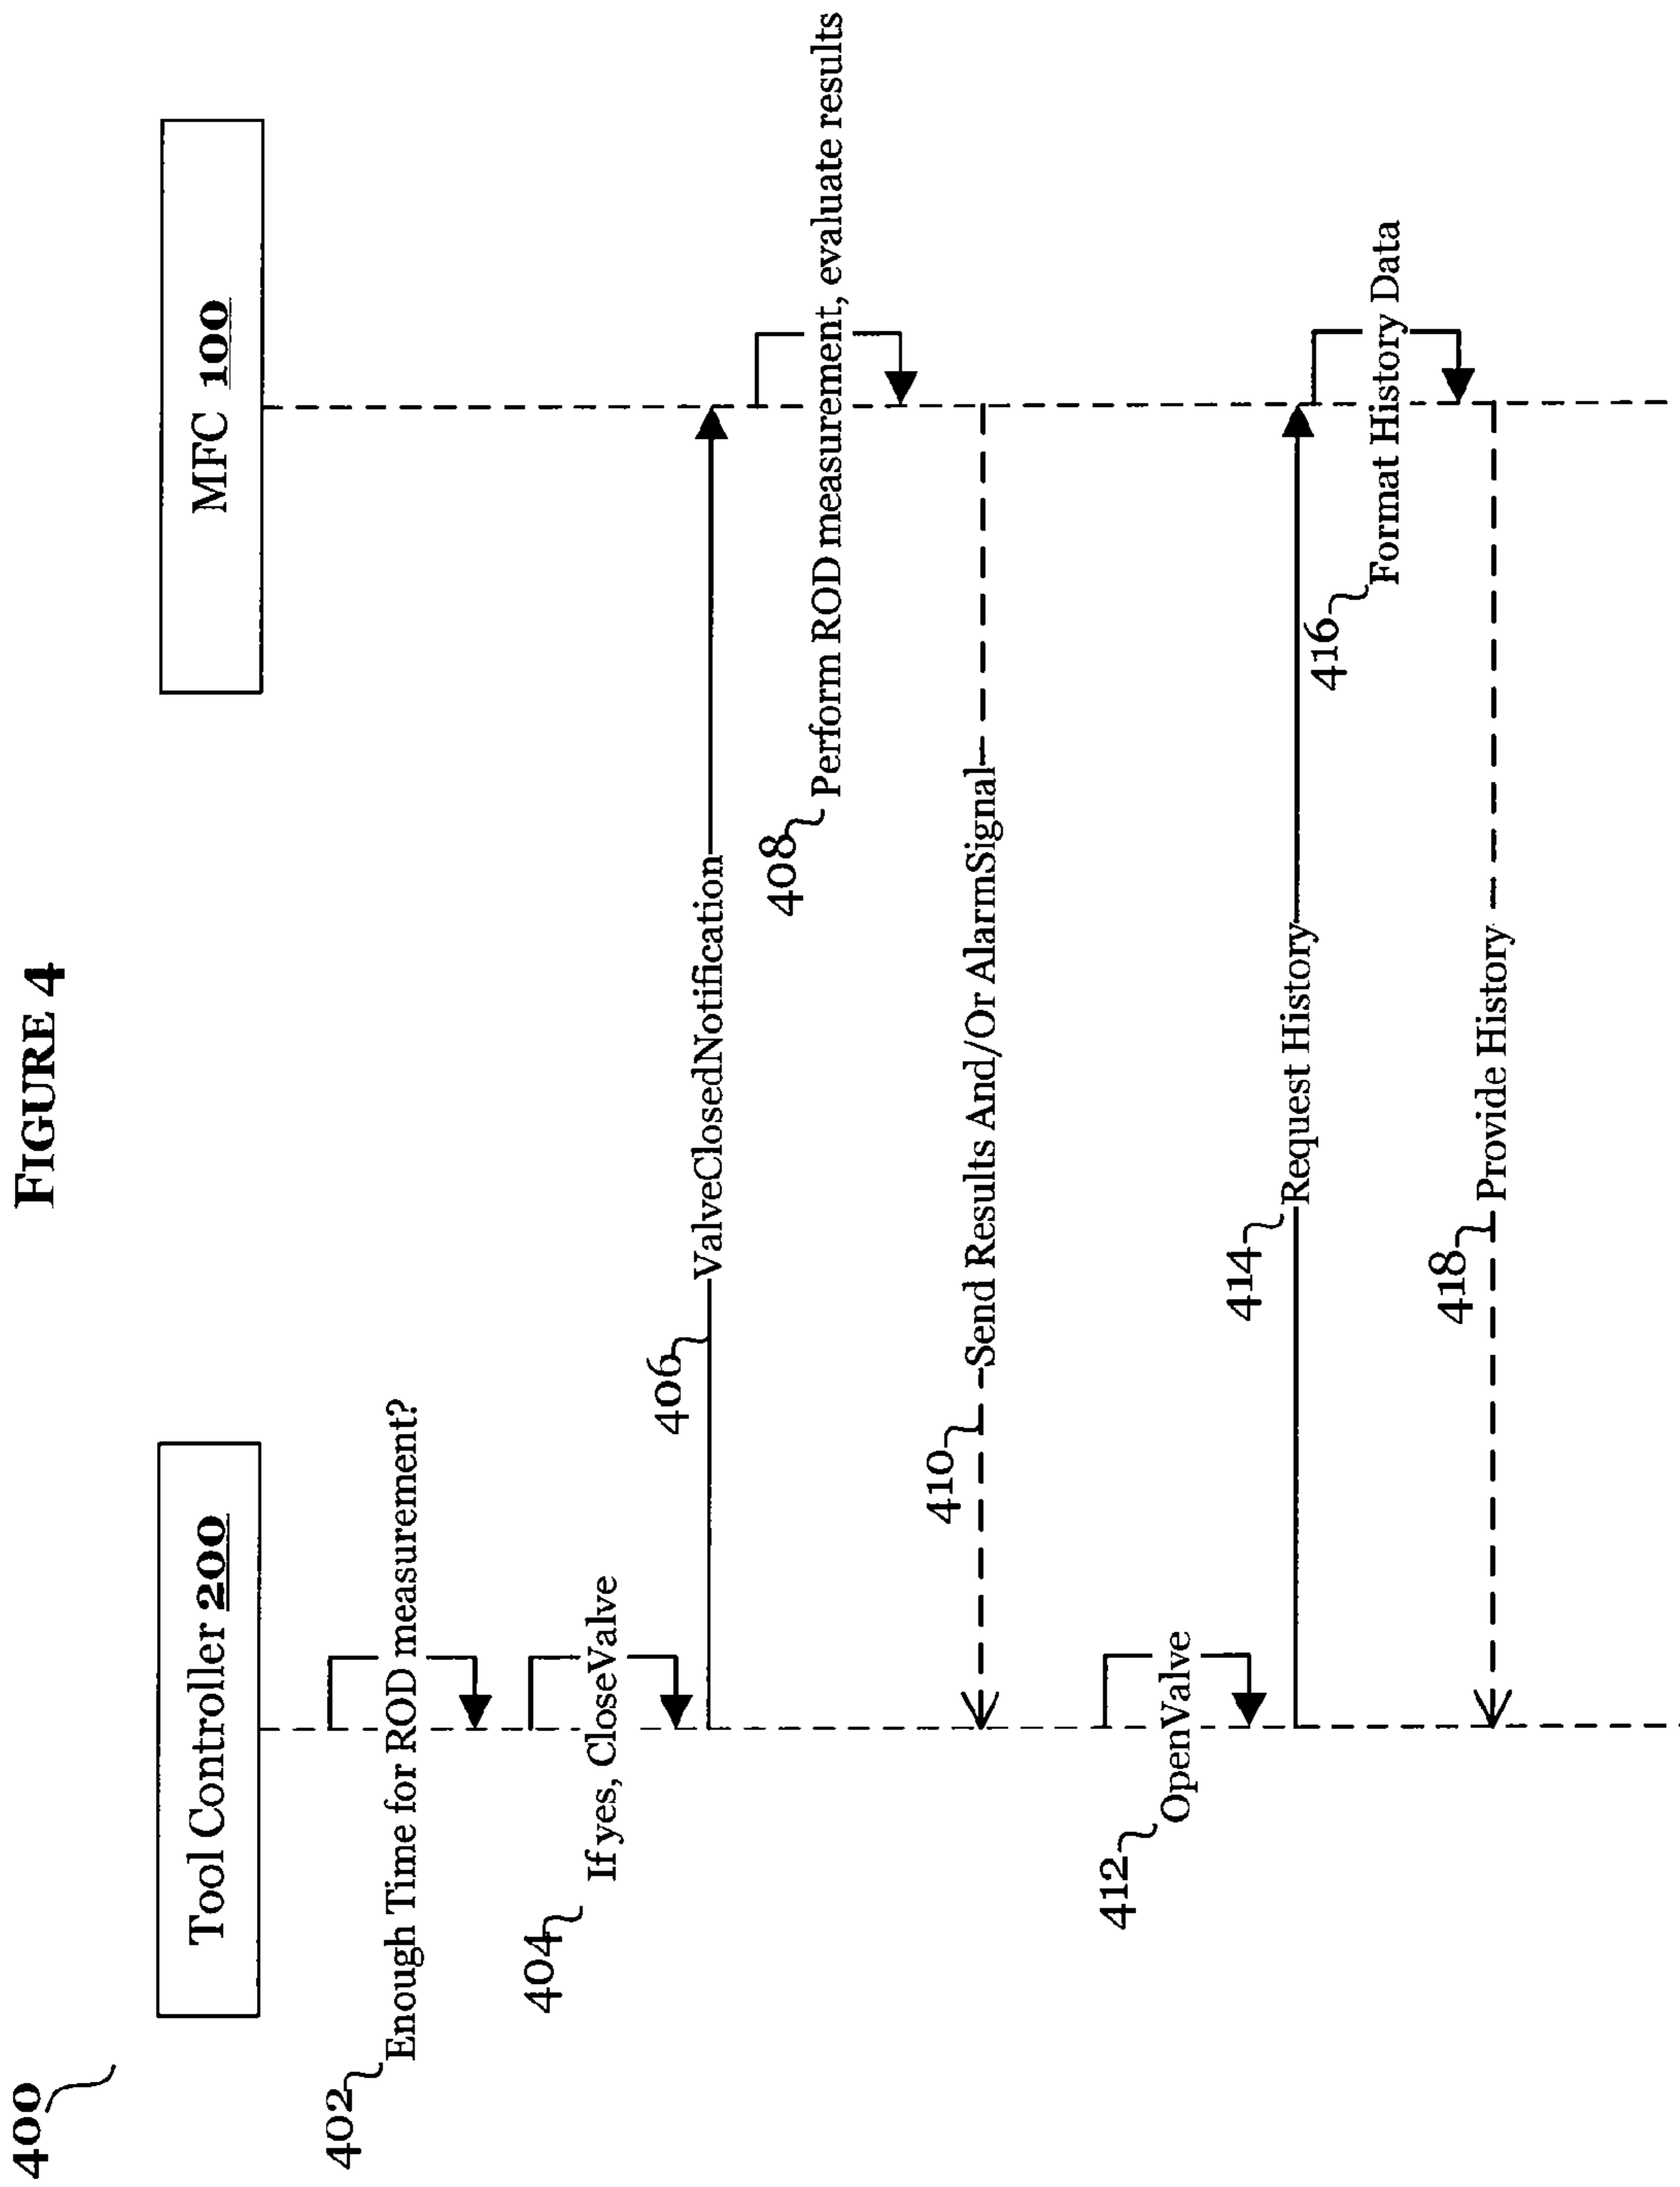 FIGURE 4
400
Tool Controller 200
MFC 100
402
Enough Time for ROD measurement?
404
If yes, CloseValve
406
ValveClosedNotification
408
Perform ROD measurement, evaluate results
410
Send Results And/Or AlarmSignal
412
OpenValve
414
Request History
416
Format History Data
418
Provide History